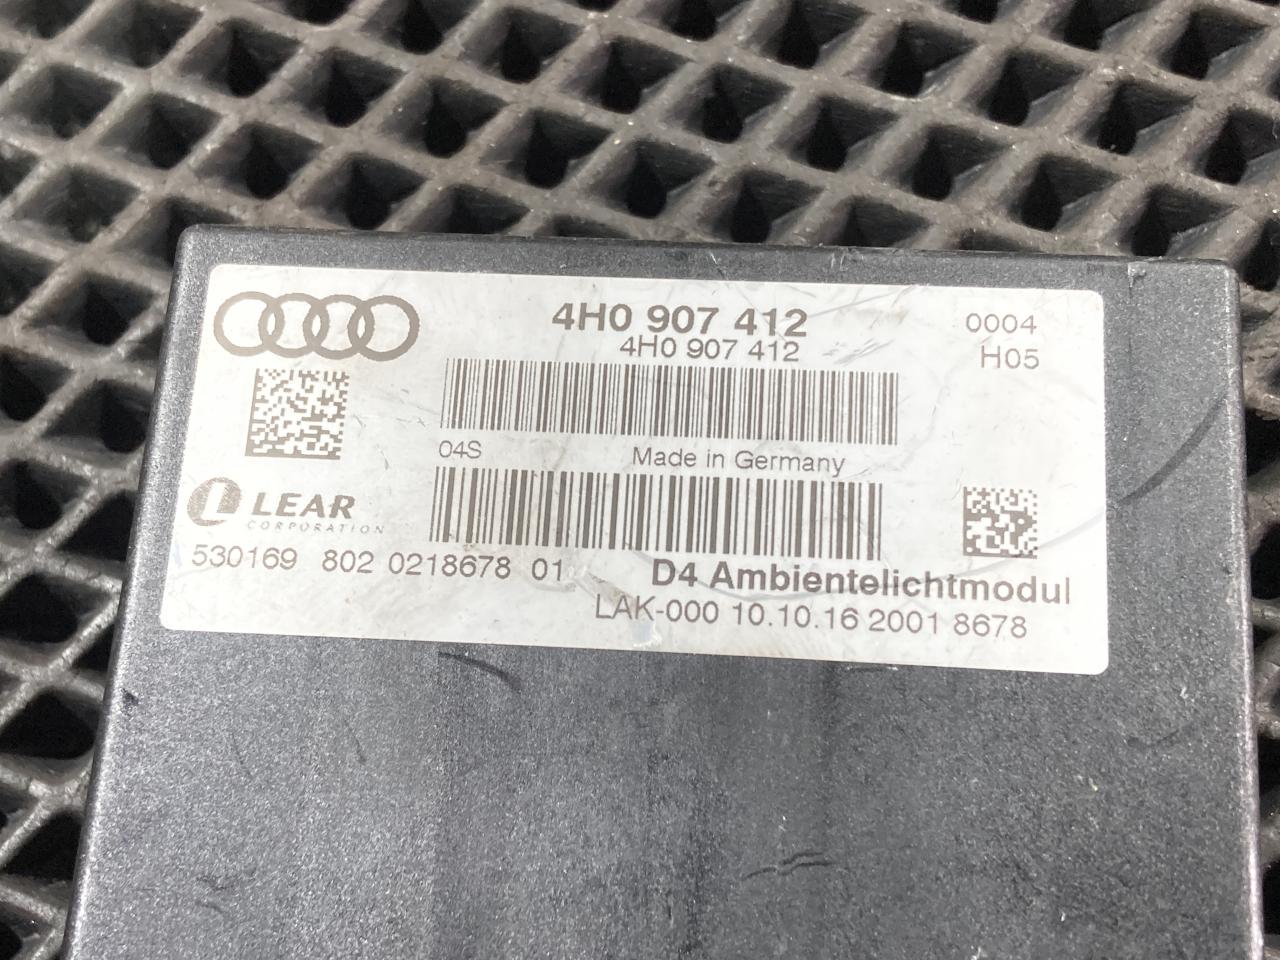 4H0 907 412 0004
4H0 907 412 H05
04S Made in Germany
L LEAR
CORPORATION
530169 802 0218678 01 D4 Ambientelichtmodul
LAK-000 10.10.16 2001 8678